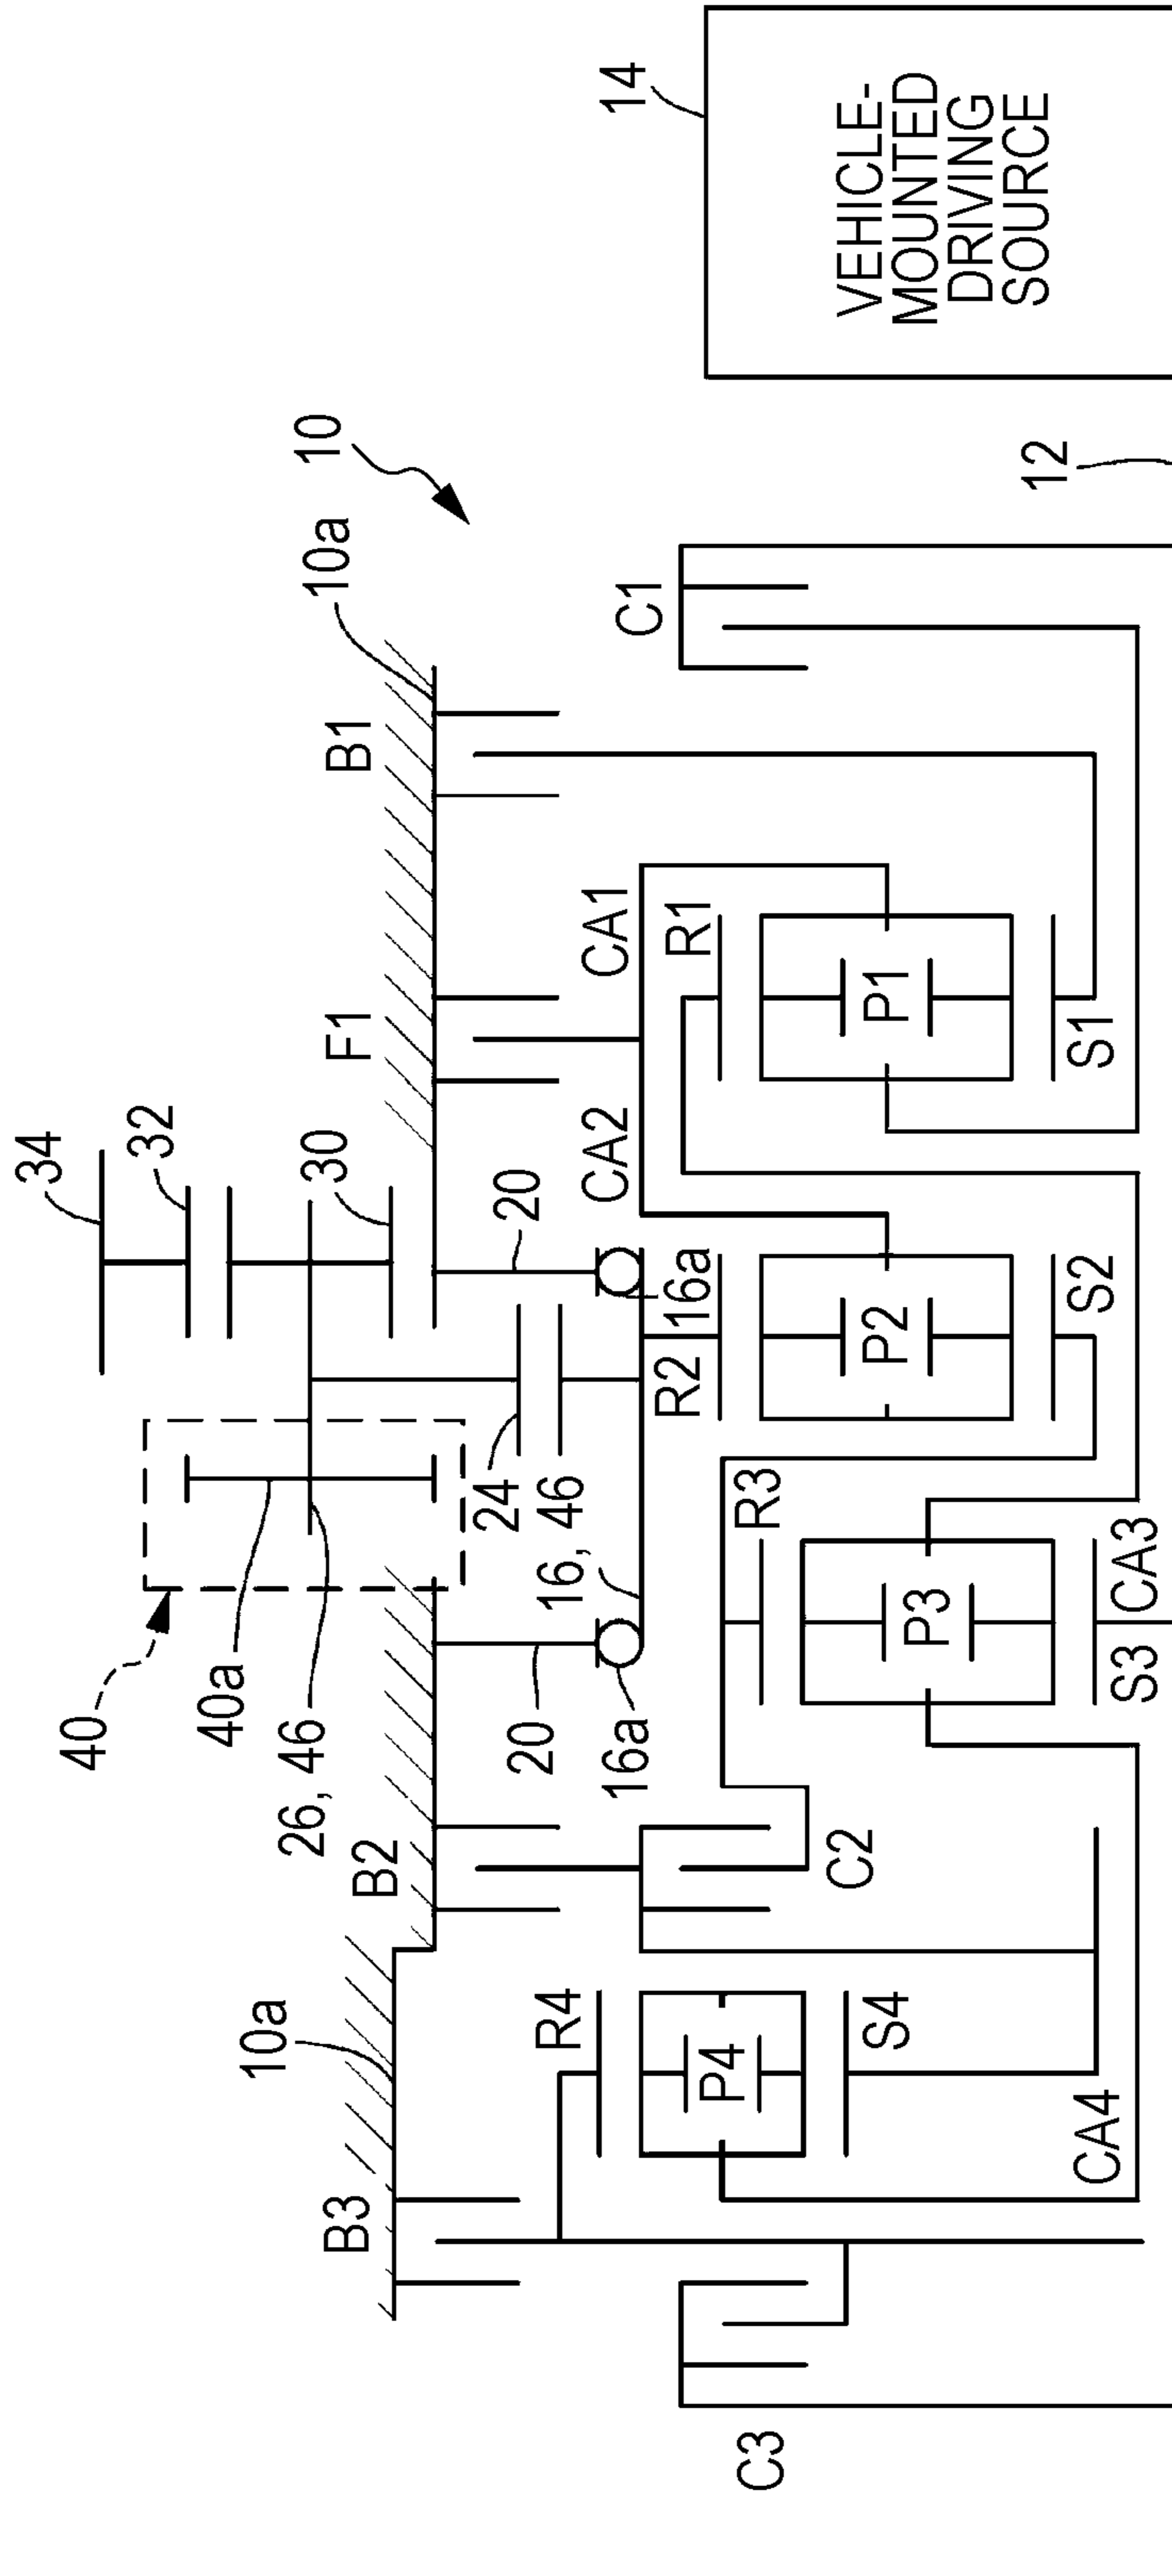 14
VEHICLE-
MOUNTED
DRIVING
SOURCE
10
12
10a
C1
B1
CA1
R1
P1
S1
F1
34
32
30
20
CA2
16a
R2
P2
S2
24
16, 46
R3
P3
CA3
S3
40
40a
26, 46
20
16a
B2
C2
10a
R4
P4
S4
CA4
B3
C3